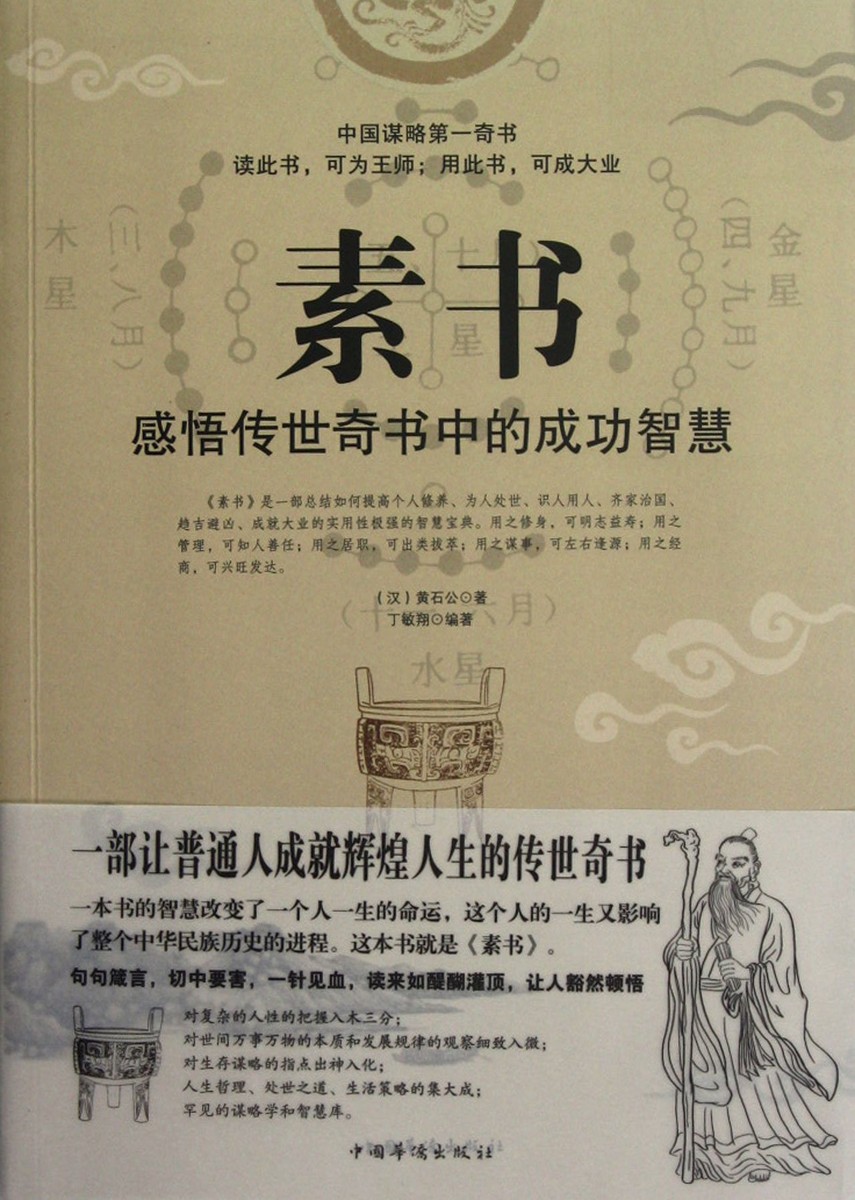 中国谋略第一奇书
读此书，可为王师；用此书，可成大业
木星
（三、八月）
五、十月
星
（四、九月）
金星
素书
感悟传世奇书中的成功智慧
《素书》是一部总结如何提高个人修养、为人处世、识人用人、齐家治国、
趋吉避凶、成就大业的实用性极强的智慧宝典。用之修身，可明志益寿；用之
管理，可知人善任；用之居职，可出类拔萃；用之谋事，可左右逢源；用之经
商，可兴旺发达。
（汉）黄石公⊙著
丁敏翔⊙编著
（十 六月）
水星
一部让普通人成就辉煌人生的传世奇书
一本书的智慧改变了一个人一生的命运，这个人的一生又影响
了整个中华民族历史的进程。这本书就是《素书》。
句句箴言，切中要害，一针见血，读来如醍醐灌顶，让人豁然顿悟
对复杂的人性的把握入木三分；
对世间万事万物的本质和发展规律的观察细致入微；
对生存谋略的指点出神入化；
人生哲理、处世之道、生活策略的集大成；
罕见的谋略学和智慧库。
中国华侨出版社